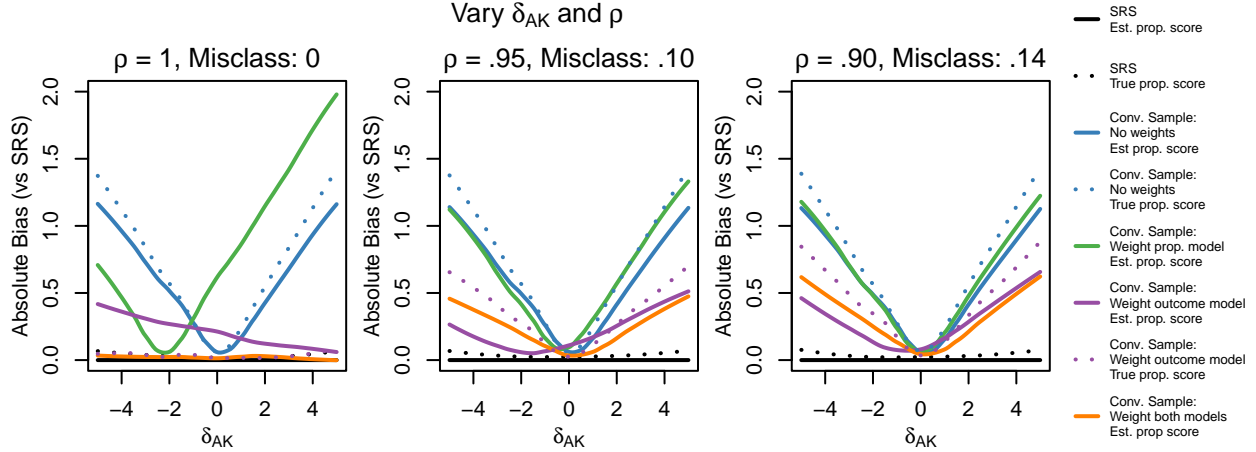 Vary δAK and ρ
ρ = 1, Misclass: 0
Absolute Bias (vs SRS)
0.0 0.5 1.0 1.5 2.0
−4 −2 0 2 4
δAK
ρ = .95, Misclass: .10
Absolute Bias (vs SRS)
0.0 0.5 1.0 1.5 2.0
−4 −2 0 2 4
δAK
ρ = .90, Misclass: .14
Absolute Bias (vs SRS)
0.0 0.5 1.0 1.5 2.0
−4 −2 0 2 4
δAK
SRS
Est. prop. score
SRS
True prop. score
Conv. Sample:
No weights
Est prop. score
Conv. Sample:
No weights
True prop. score
Conv. Sample:
Weight prop. model
Est. prop. score
Conv. Sample:
Weight outcome model
Est. prop. score
Conv. Sample:
Weight outcome model
True prop. score
Conv. Sample:
Weight both models
Est. prop score